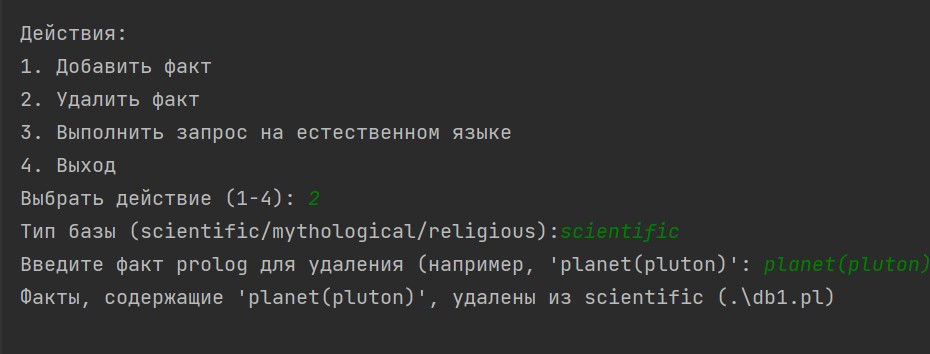 Действия:
1. Добавить факт
2. Удалить факт
3. Выполнить запрос на естественном языке
4. Выход
Выбрать действие (1-4): 2
Тип базы (scientific/mythological/religious):scientific
Введите факт prolog для удаления (например, 'planet(pluton)': planet(pluton)
Факты, содержащие 'planet(pluton)', удалены из scientific (.\db1.pl)